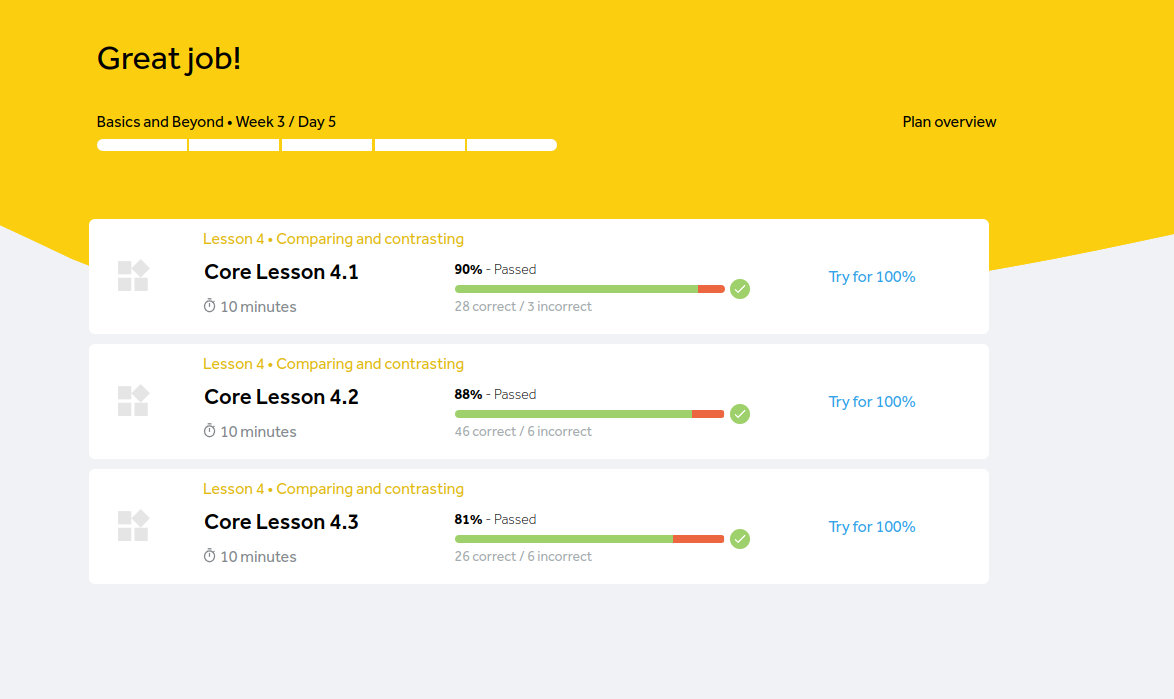 Great job!
Basics and Beyond • Week 3 / Day 5
Plan overview
Lesson 4 • Comparing and contrasting
Core Lesson 4.1
10 minutes
90% - Passed
28 correct / 3 incorrect
Try for 100%
Lesson 4 • Comparing and contrasting
Core Lesson 4.2
10 minutes
88% - Passed
46 correct / 6 incorrect
Try for 100%
Lesson 4 • Comparing and contrasting
Core Lesson 4.3
10 minutes
81% - Passed
26 correct / 6 incorrect
Try for 100%